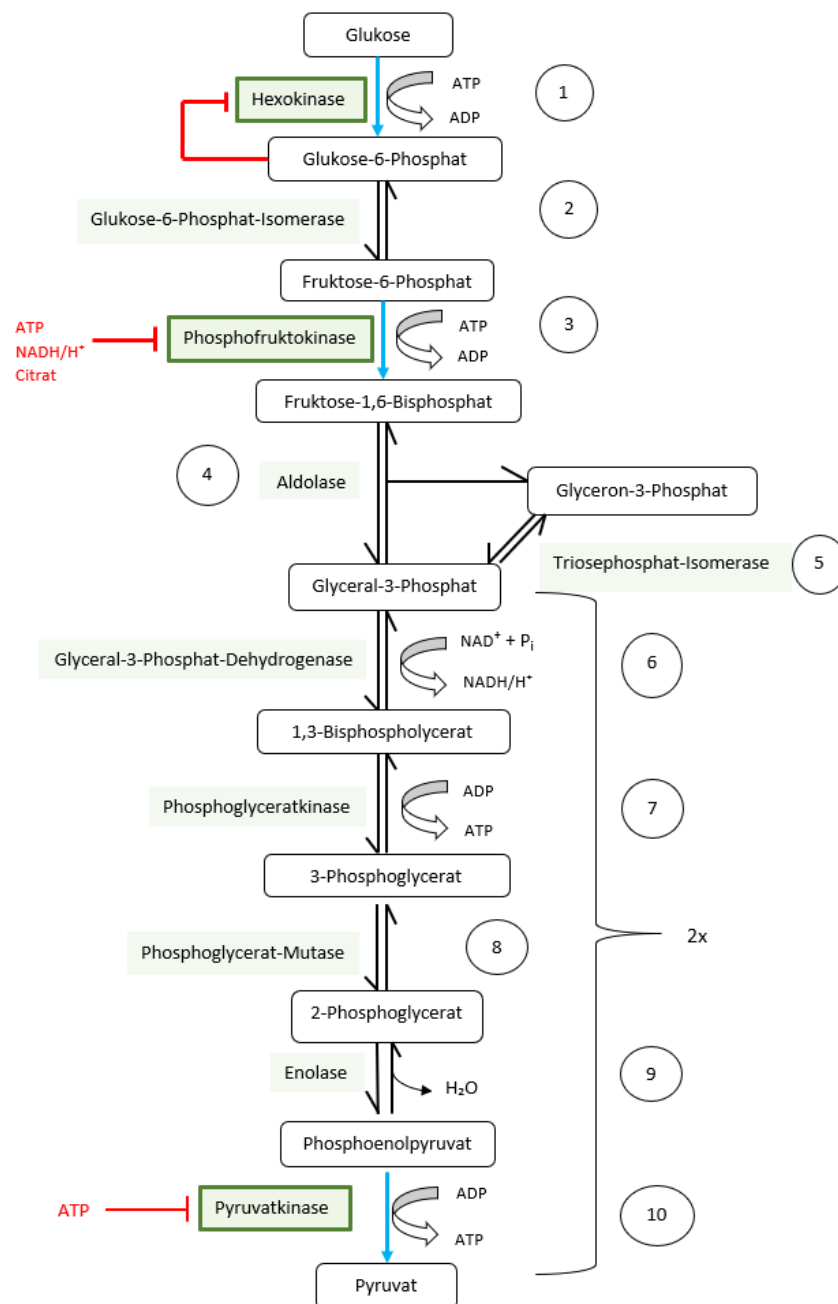 Glukose
Hexokinase
ATP
ADP
1
Glukose-6-Phosphat
Glukose-6-Phosphat-Isomerase
2
Fruktose-6-Phosphat
ATP
NADH/H⁺
Citrat
Phosphofruktokinase
ATP
ADP
3
Fruktose-1,6-Bisphosphat
4
Aldolase
Glyceron-3-Phosphat
Triosephosphat-Isomerase
5
Glyceral-3-Phosphat
Glyceral-3-Phosphat-Dehydrogenase
NAD⁺ + Pᵢ
NADH/H⁺
6
1,3-Bisphospholycerat
Phosphoglyceratkinase
ADP
ATP
7
3-Phosphoglycerat
Phosphoglycerat-Mutase
8
2x
2-Phosphoglycerat
Enolase
H₂O
9
Phosphoenolpyruvat
ATP
Pyruvatkinase
ADP
ATP
10
Pyruvat